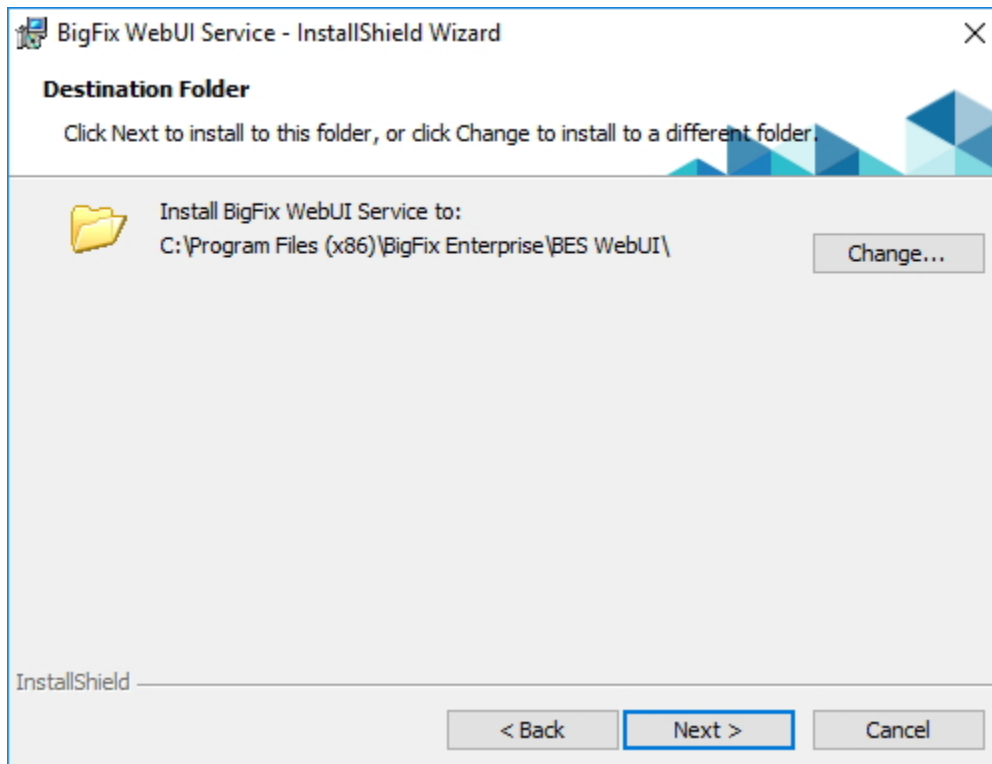 BigFix WebUI Service - InstallShield Wizard
Destination Folder
Click Next to install to this folder, or click Change to install to a different folder.
Install BigFix WebUI Service to:
C:\Program Files (x86)\BigFix Enterprise\BES WebUI\
Change...
InstallShield
< Back
Next >
Cancel